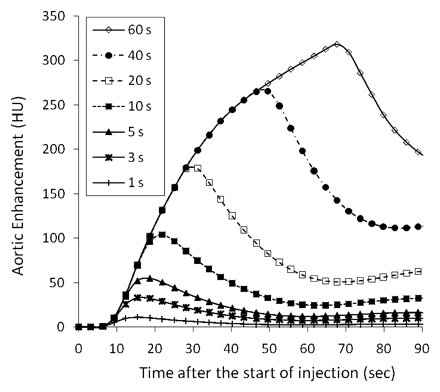 350
300
250
200
150
100
50
0
Aortic Enhancement (HU)
60 s
40 s
20 s
10 s
5 s
3 s
1 s
0 10 20 30 40 50 60 70 80 90
Time after the start of injection (sec)